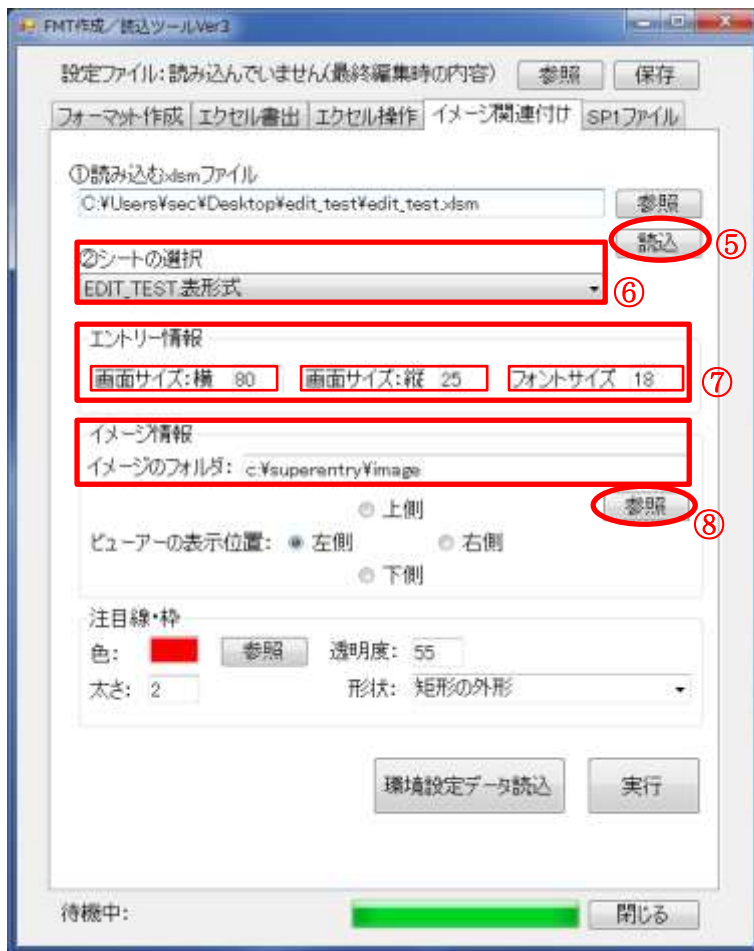 FMT作成／読込ツールVer3
設定ファイル:読み込んでいません(最終編集時の内容) 参照 保存
フォーマット作成 エクセル書出 エクセル操作 イメージ関連付け SP1ファイル
①読み込むxlsmファイル
C:¥Users¥sec¥Desktop¥edit_test¥edit_test.xlsm 参照
読込 ⑤
②シートの選択
EDIT_TEST.表形式 ⑥
エントリー情報
画面サイズ:横 80 画面サイズ:縦 25 フォントサイズ 18 ⑦
イメージ情報
イメージのフォルダ: c:¥superentry¥image
参照 ⑧
上側
ビューアーの表示位置: 左側 右側
下側
注目線・枠
色: 参照 透明度: 55
太さ: 2 形状: 矩形の外形
環境設定データ読込 実行
待機中: 閉じる